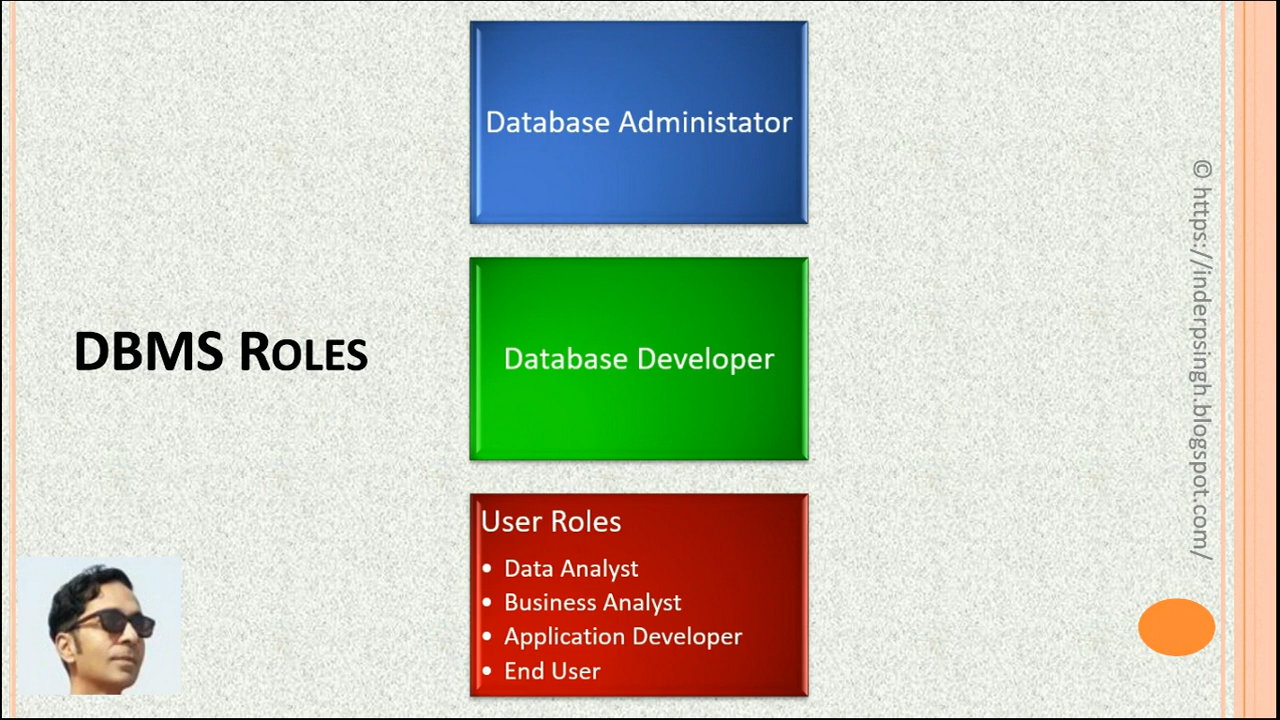 Database Administator
DBMS ROLES
Database Developer
User Roles
• Data Analyst
• Business Analyst
• Application Developer
• End User
© https://inderpsingh.blogspot.com/